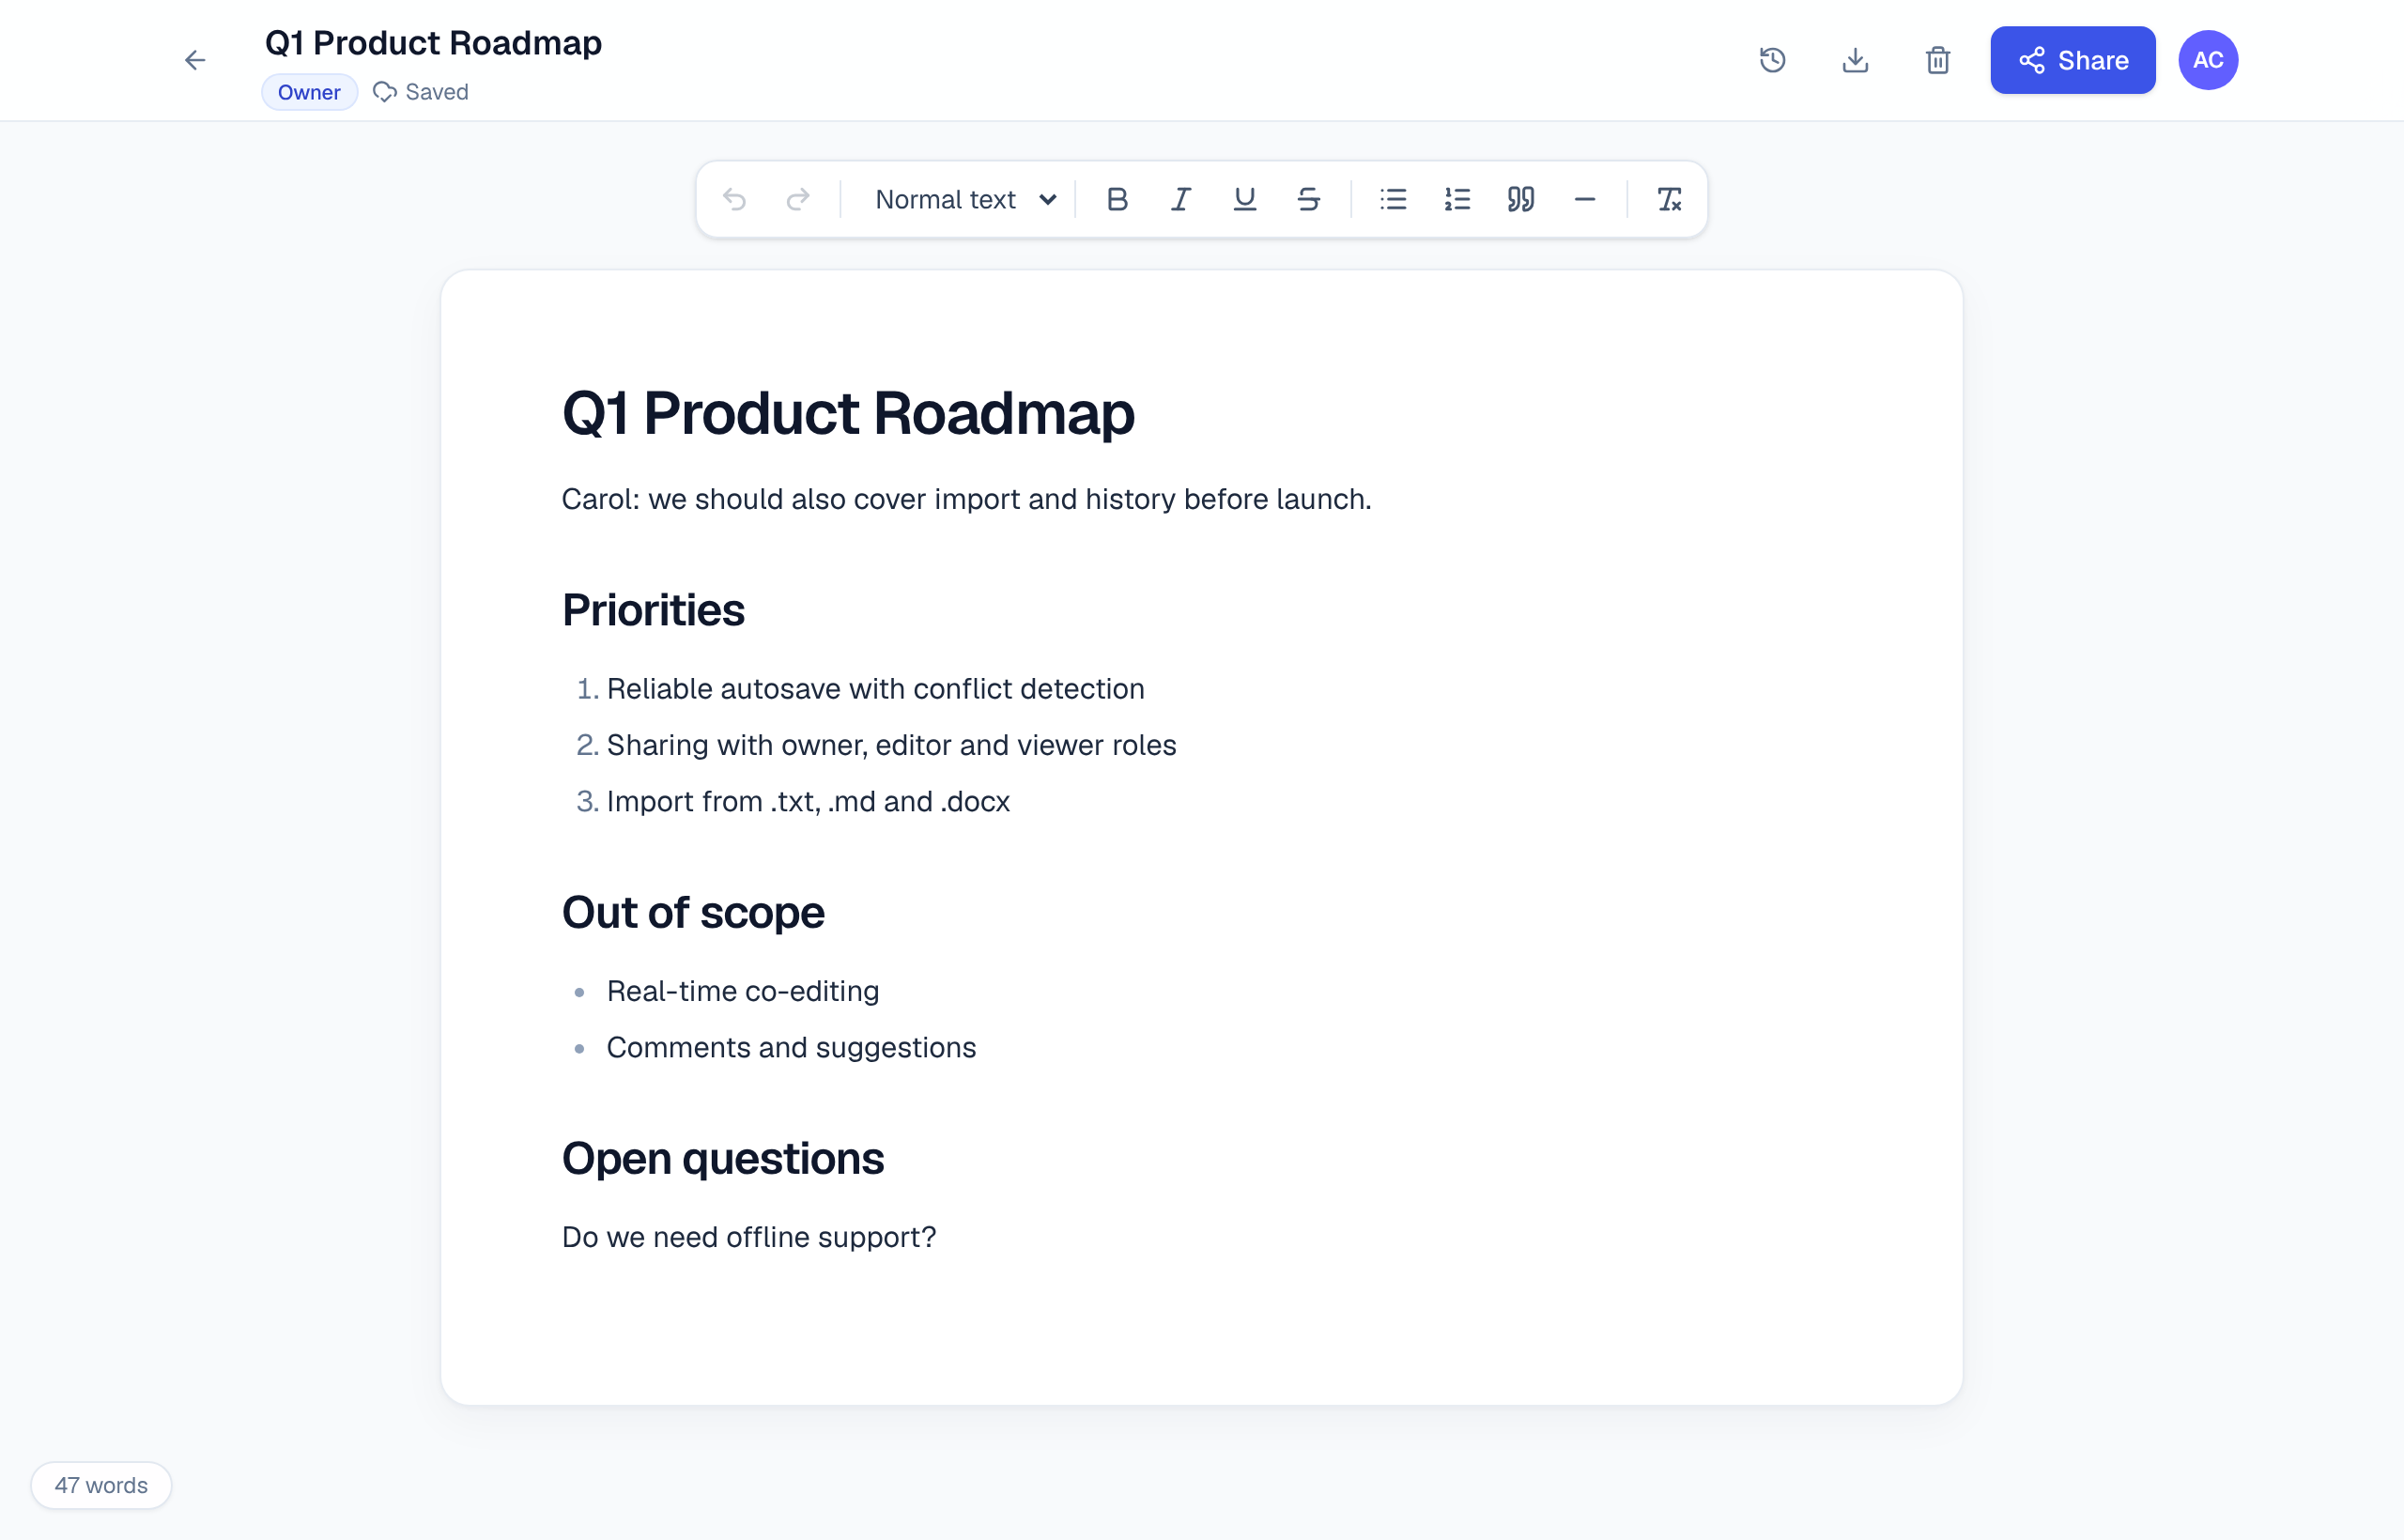 Q1 Product Roadmap
Owner
Saved
Share
AC
Normal text
Q1 Product Roadmap
Carol: we should also cover import and history before launch.
Priorities
1. Reliable autosave with conflict detection
2. Sharing with owner, editor and viewer roles
3. Import from .txt, .md and .docx
Out of scope
• Real-time co-editing
• Comments and suggestions
Open questions
Do we need offline support?
47 words